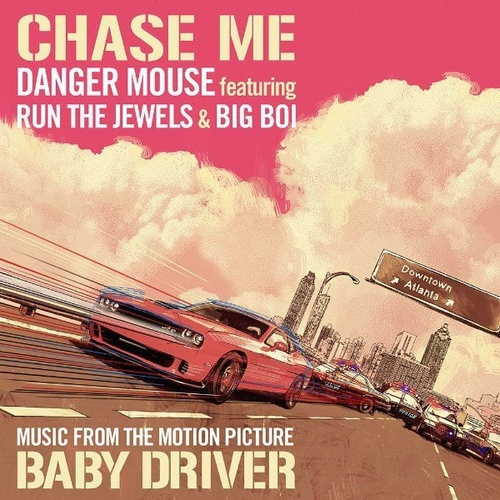 CHASE ME
DANGER MOUSE featuring
RUN THE JEWELS & BIG BOI
Downtown
Atlanta
MUSIC FROM THE MOTION PICTURE
BABY DRIVER